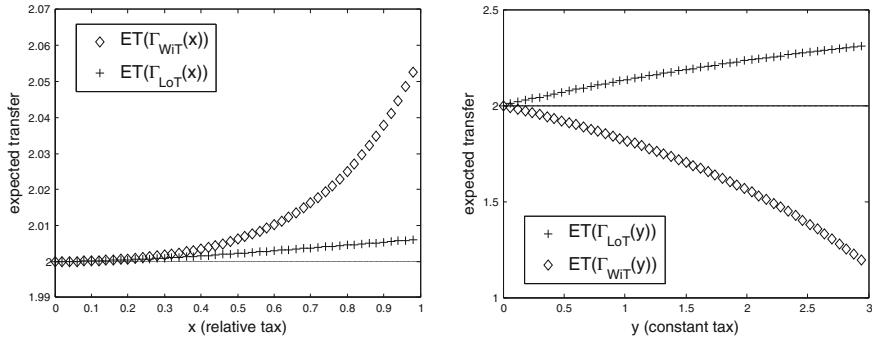 2.07
2.06
2.05
2.04
2.03
2.02
2.01
2
1.99
expected transfer
ET(Γ_WiT(x))
ET(Γ_LoT(x))
0 0.1 0.2 0.3 0.4 0.5 0.6 0.7 0.8 0.9 1
x (relative tax)
2.5
2
1.5
1
expected transfer
ET(Γ_LoT(y))
ET(Γ_WiT(y))
0 0.5 1 1.5 2 2.5 3
y (constant tax)